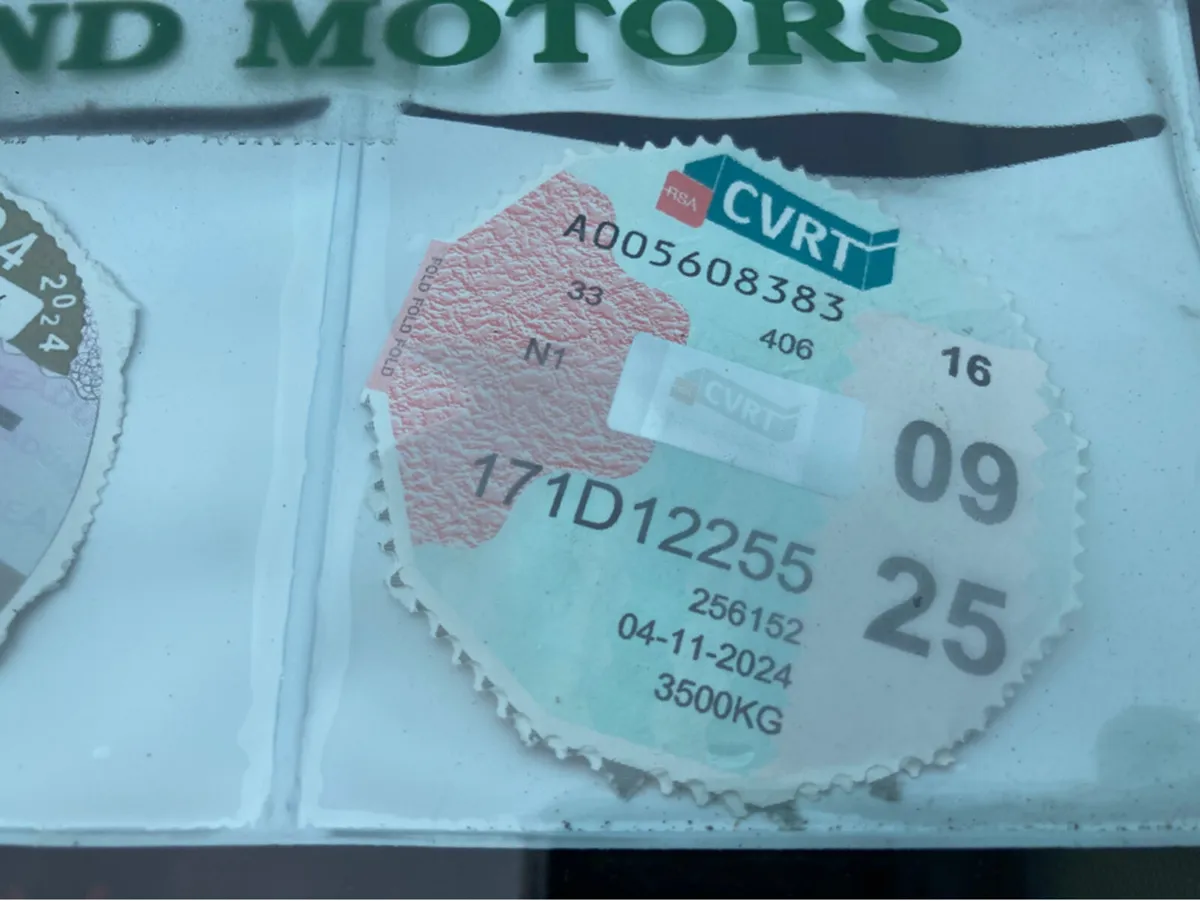 ND MOTORS
24 2024
RSA
CVRT
A005608383
33
406
16
N1
CVRT
09
171D12255
25
256152
04-11-2024
3500KG
FOLD FOLD FOLD